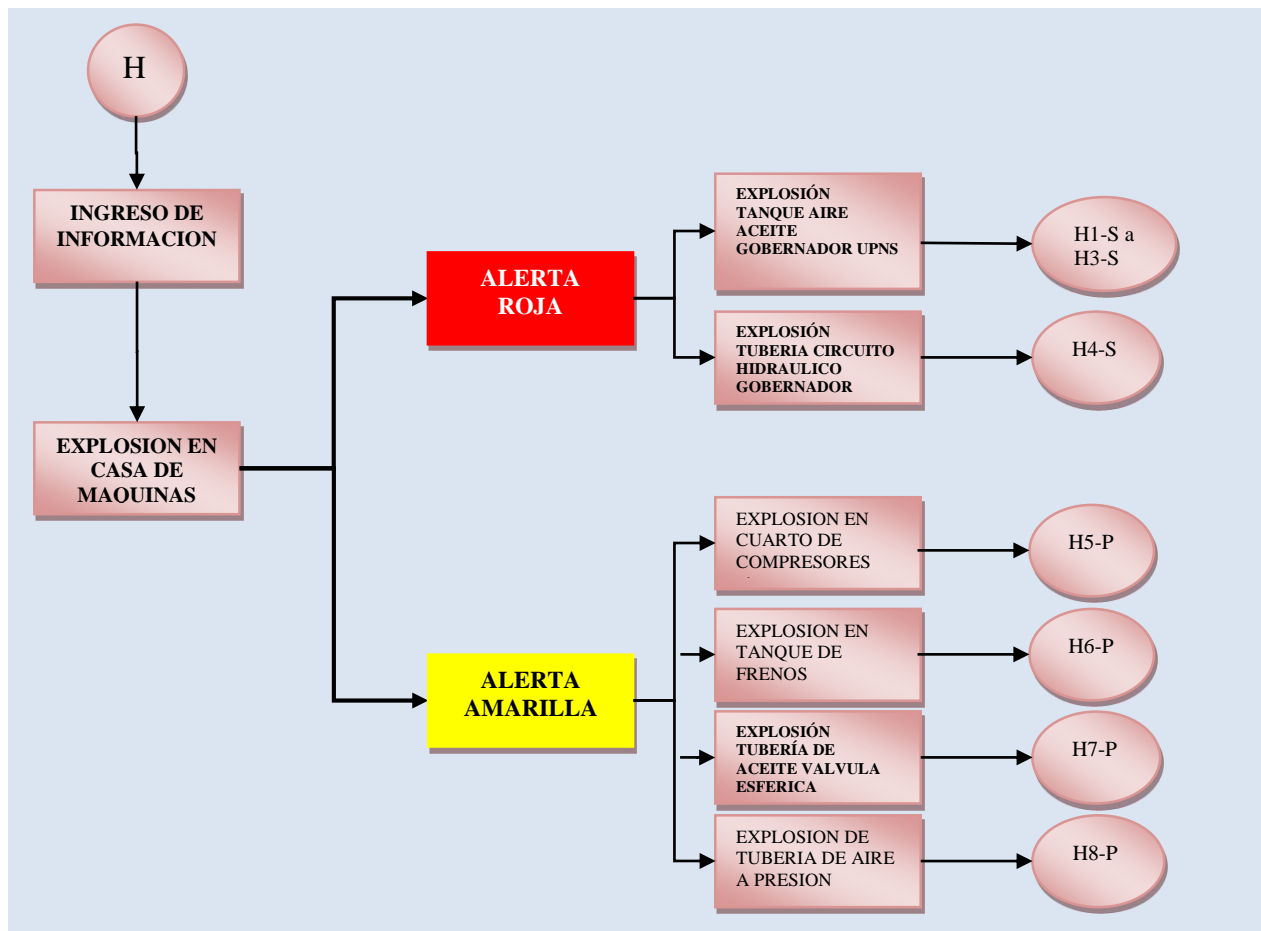 H
INGRESO DE
INFORMACION
EXPLOSION EN
CASA DE
MAQUINAS
ALERTA
ROJA
EXPLOSIÓN
TANQUE AIRE
ACEITE
GOBERNADOR UPNS
H1-S a
H3-S
EXPLOSIÓN
TUBERIA CIRCUITO
HIDRAULICO
GOBERNADOR
H4-S
ALERTA
AMARILLA
EXPLOSION EN
CUARTO DE
COMPRESORES
H5-P
EXPLOSION EN
TANQUE DE
FRENOS
H6-P
EXPLOSIÓN
TUBERÍA DE
ACEITE VALVULA
ESFERICA
H7-P
EXPLOSION DE
TUBERIA DE AIRE
A PRESION
H8-P